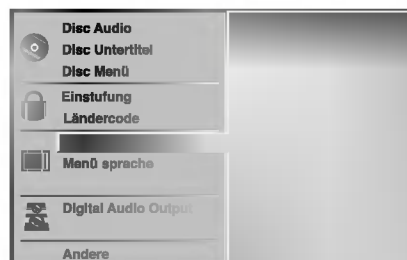 Disc Audio
Disc Untertitel
Disc Menü
Einstufung
Ländercode
Menü sprache
Digital Audio Output
Andere